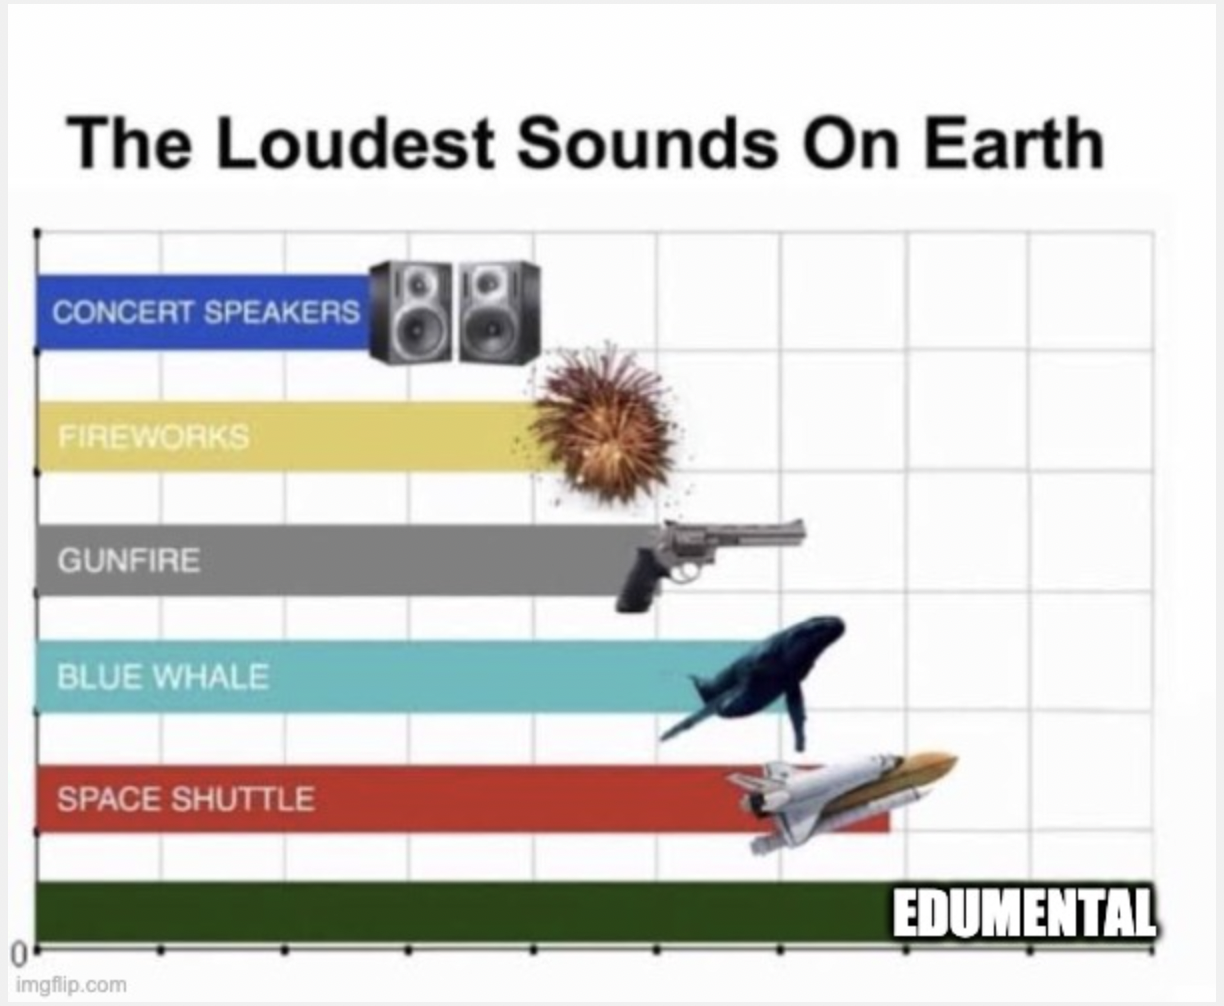 The Loudest Sounds On Earth
CONCERT SPEAKERS
FIREWORKS
GUNFIRE
BLUE WHALE
SPACE SHUTTLE
EDUMENTAL
0
imgflip.com